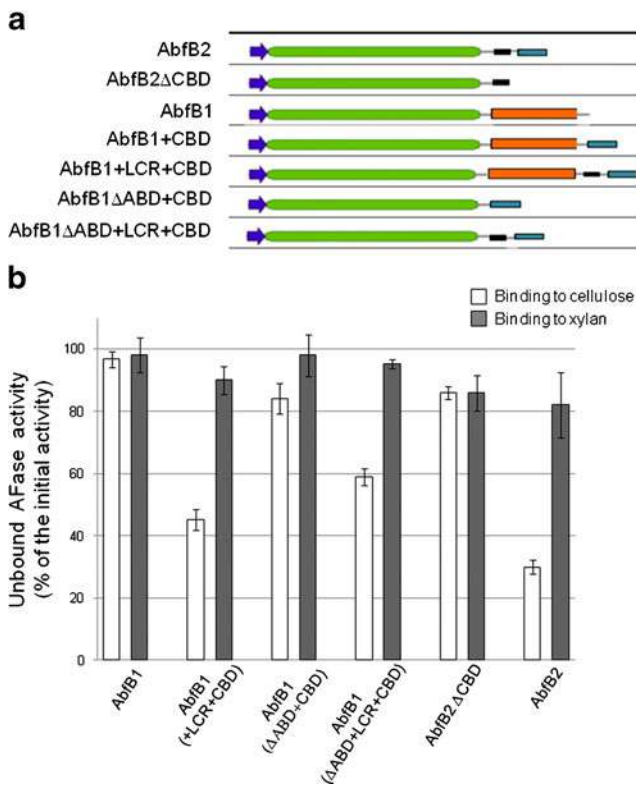 a
AbfB2
AbfB2ΔCBD
AbfB1
AbfB1+CBD
AbfB1+LCR+CBD
AbfB1ΔABD+CBD
AbfB1ΔABD+LCR+CBD
b
Binding to cellulose
Binding to xylan
Unbound AFase activity
(% of the initial activity)
100
80
60
40
20
0
AbfB1
AbfB1
(+LCR+CBD)
AbfB1
(ΔABD+CBD)
AbfB1
(ΔABD+LCR+CBD)
AbfB2 ΔCBD
AbfB2